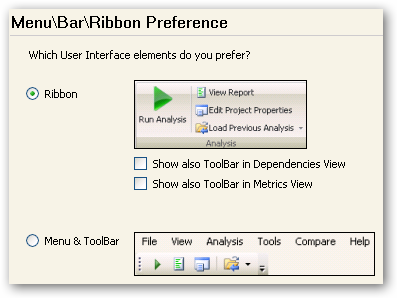 Menu\Bar\Ribbon Preference
Which User Interface elements do you prefer?
Ribbon
Run Analysis
View Report
Edit Project Properties
Load Previous Analysis
Analysis
Show also ToolBar in Dependencies View
Show also ToolBar in Metrics View
Menu & ToolBar
File View Analysis Tools Compare Help